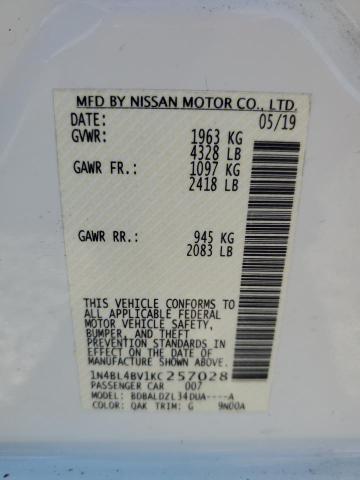 MFD BY NISSAN MOTOR CO., LTD.
DATE: 05/19
GVWR: 1963 KG
4328 LB
GAWR FR.: 1097 KG
2418 LB
GAWR RR.: 945 KG
2083 LB
THIS VEHICLE CONFORMS TO
ALL APPLICABLE FEDERAL
MOTOR VEHICLE SAFETY,
BUMPER, AND THEFT
PREVENTION STANDARDS IN
EFFECT ON THE DATE OF
MANUFACTURE SHOWN ABOVE.
1N4BL4BV1KC257028
PASSENGER CAR 007
MODEL: BDBALDZL34DUA----A
COLOR: QAK TRIM: G 9N00A